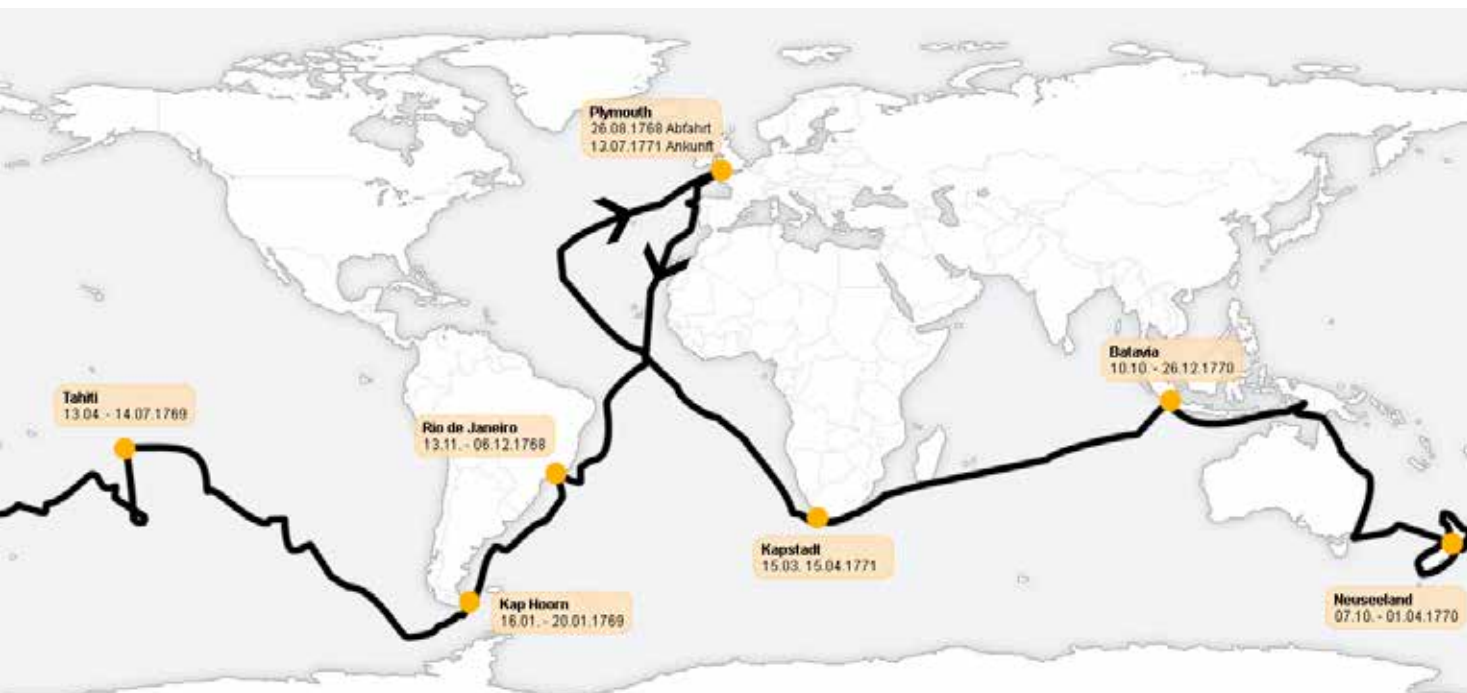 Plymouth
26.08.1768 Abfahrt
13.07.1771 Ankunft
Tahiti
13.04. - 14.07.1769
Rio de Janeiro
13.11. - 06.12.1768
Kap Hoorn
16.01. - 20.01.1769
Kapstadt
15.03. 15.04.1771
Batavia
10.10. - 26.12.1770
Neuseeland
07.10. - 01.04.1770